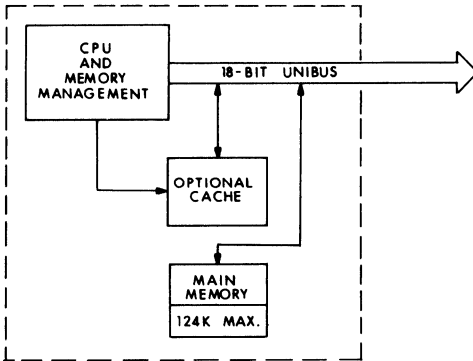 CPU
AND
MEMORY
MANAGEMENT
18-BIT UNIBUS
OPTIONAL
CACHE
MAIN
MEMORY
124K MAX.